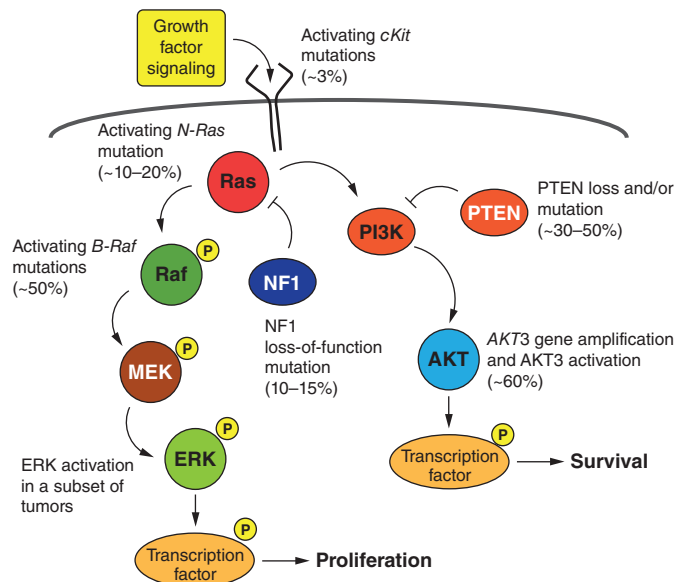 Growth
factor
signaling
Activating cKit
mutations
(~3%)
Activating N-Ras
mutation
(~10–20%)
Ras
PI3K
PTEN
PTEN loss and/or
mutation
(~30–50%)
Activating B-Raf
mutations
(~50%)
Raf
P
NF1
NF1
loss-of-function
mutation
(10–15%)
MEK
P
AKT
AKT3 gene amplification
and AKT3 activation
(~60%)
ERK
P
ERK activation
in a subset of
tumors
Transcription
factor
P
Survival
Transcription
factor
P
Proliferation